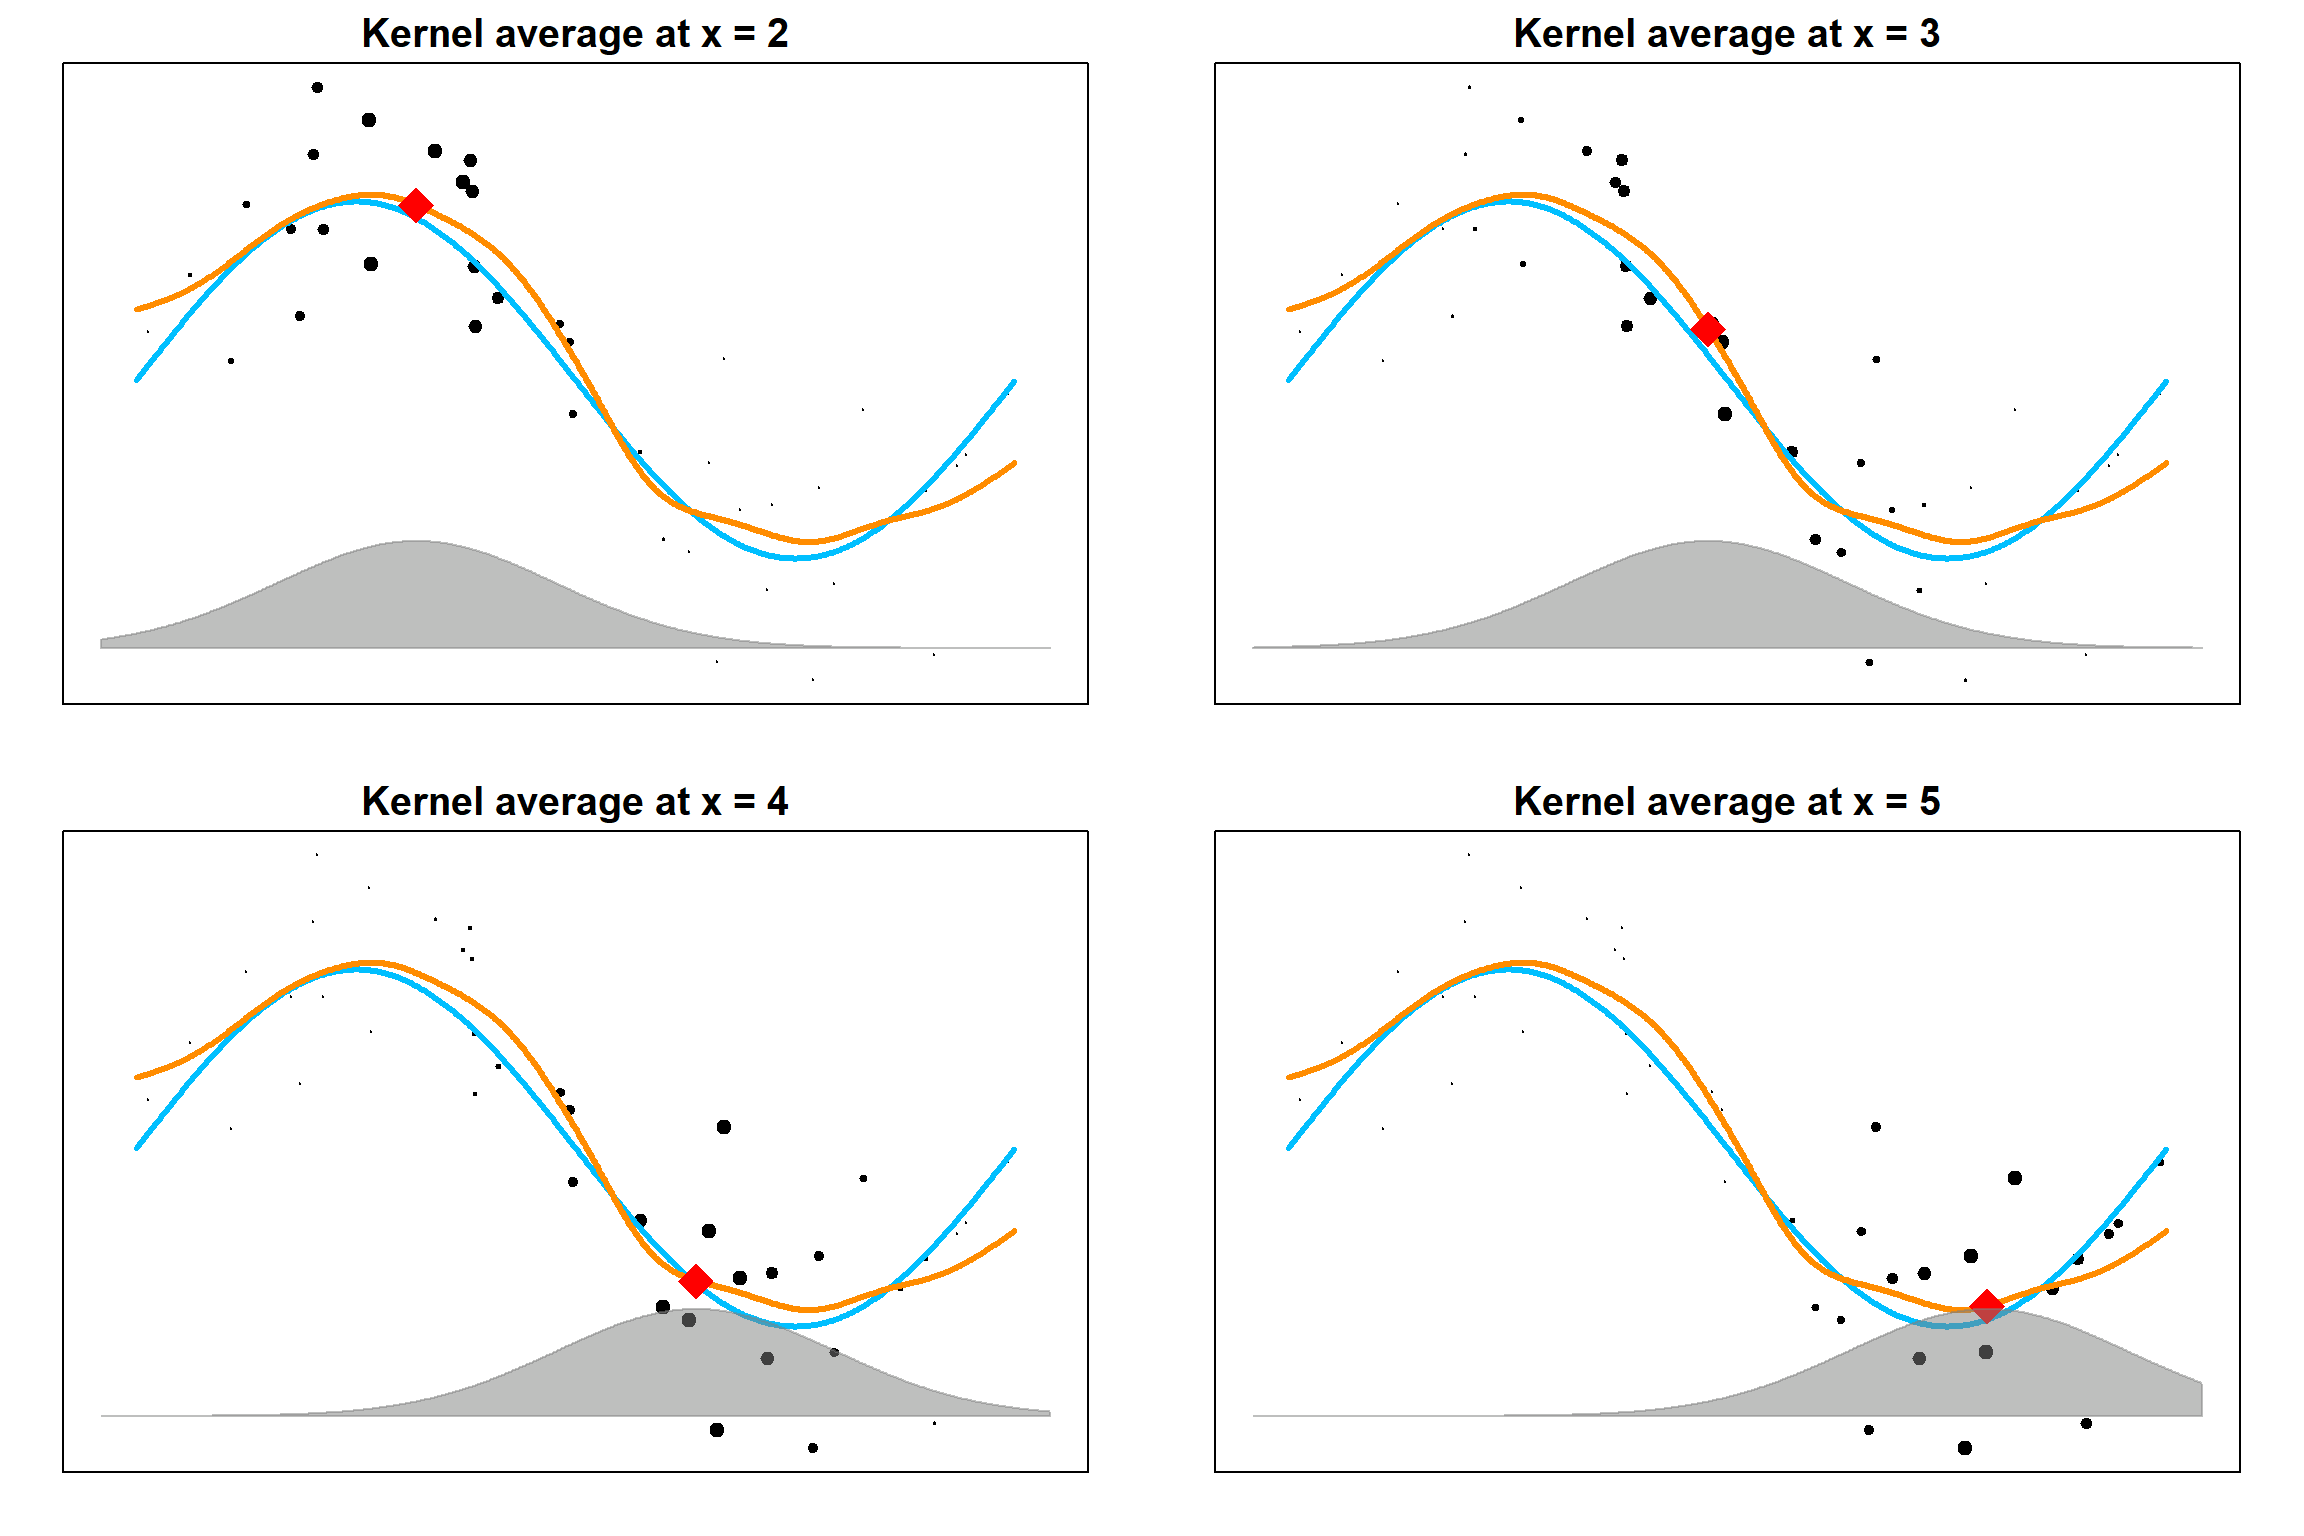 Kernel average at x = 2
Kernel average at x = 3
Kernel average at x = 4
Kernel average at x = 5